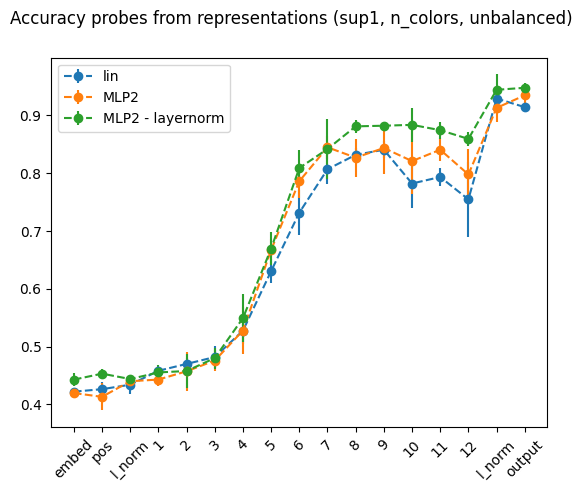 Accuracy probes from representations (sup1, n_colors, unbalanced)
lin
MLP2
MLP2 - layernorm
0.9
0.8
0.7
0.6
0.5
0.4
embed
pos
l_norm
1
2
3
4
5
6
7
8
9
10
11
12
l_norm
output